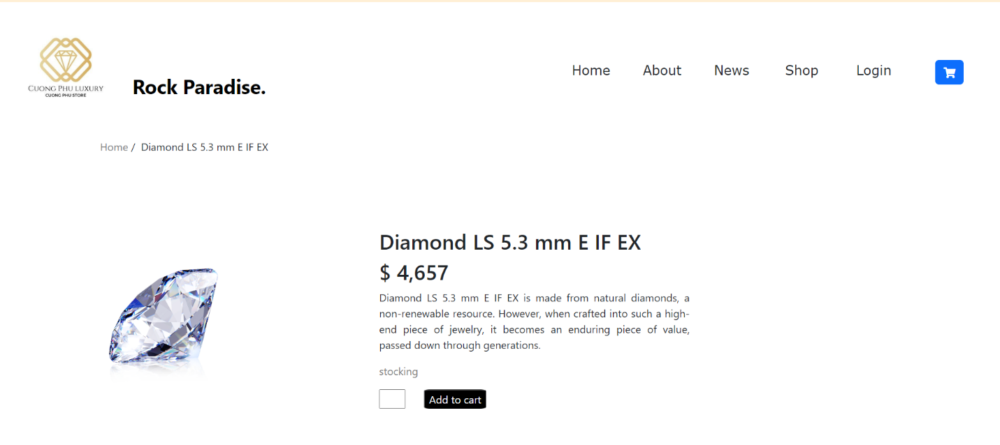 CUONG PHU LUXURY
CUONG PHU STORE
Rock Paradise.
Home About News Shop Login
Home / Diamond LS 5.3 mm E IF EX
Diamond LS 5.3 mm E IF EX
$ 4,657
Diamond LS 5.3 mm E IF EX is made from natural diamonds, a
non-renewable resource. However, when crafted into such a high-
end piece of jewelry, it becomes an enduring piece of value,
passed down through generations.
stocking
Add to cart